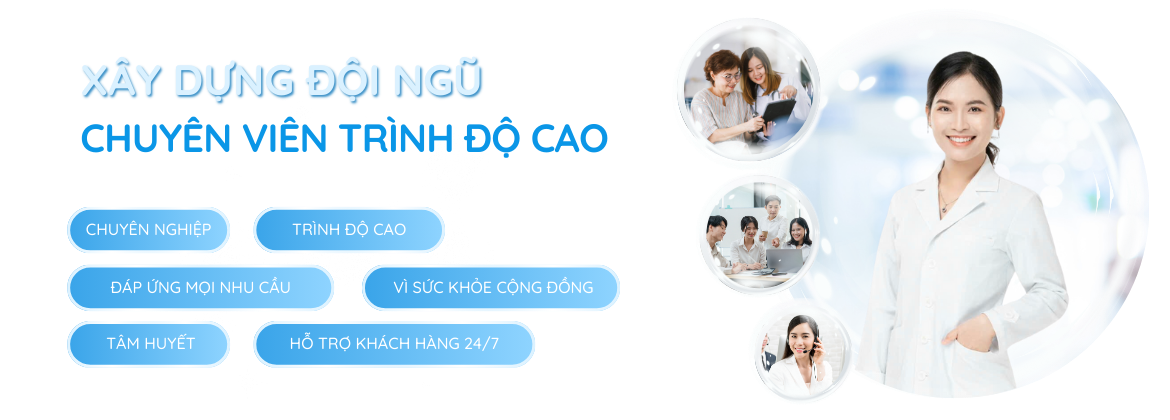 XÂY DỰNG ĐỘI NGŨ
CHUYÊN VIÊN TRÌNH ĐỘ CAO
CHUYÊN NGHIỆP
TRÌNH ĐỘ CAO
ĐÁP ỨNG MỌI NHU CẦU
VÌ SỨC KHỎE CỘNG ĐỒNG
TÂM HUYẾT
HỖ TRỢ KHÁCH HÀNG 24/7